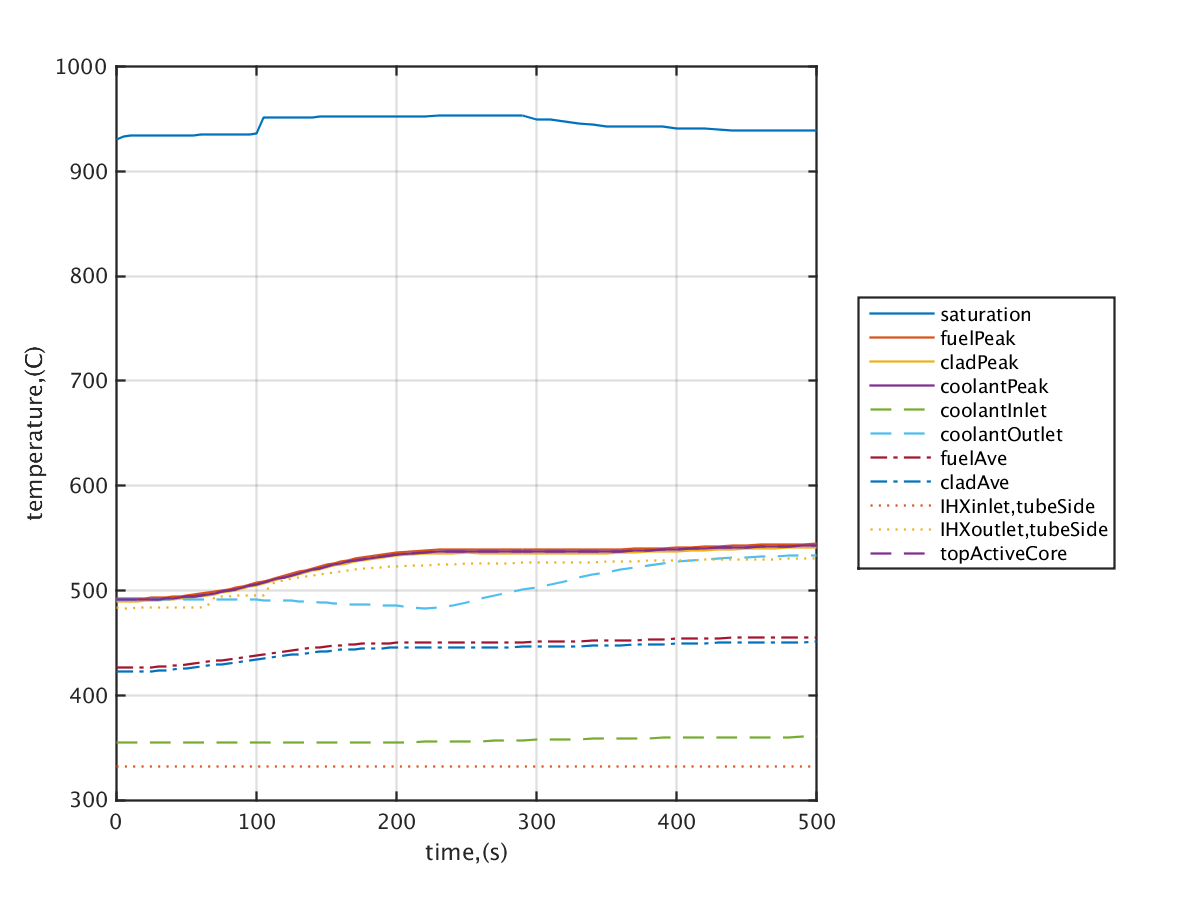 1000
900
800
700
600
500
400
300
temperature,(C)
0 100 200 300 400 500
time,(s)
saturation
fuelPeak
cladPeak
coolantPeak
coolantInlet
coolantOutlet
fuelAve
cladAve
IHXinlet,tubeSide
IHXoutlet,tubeSide
topActiveCore